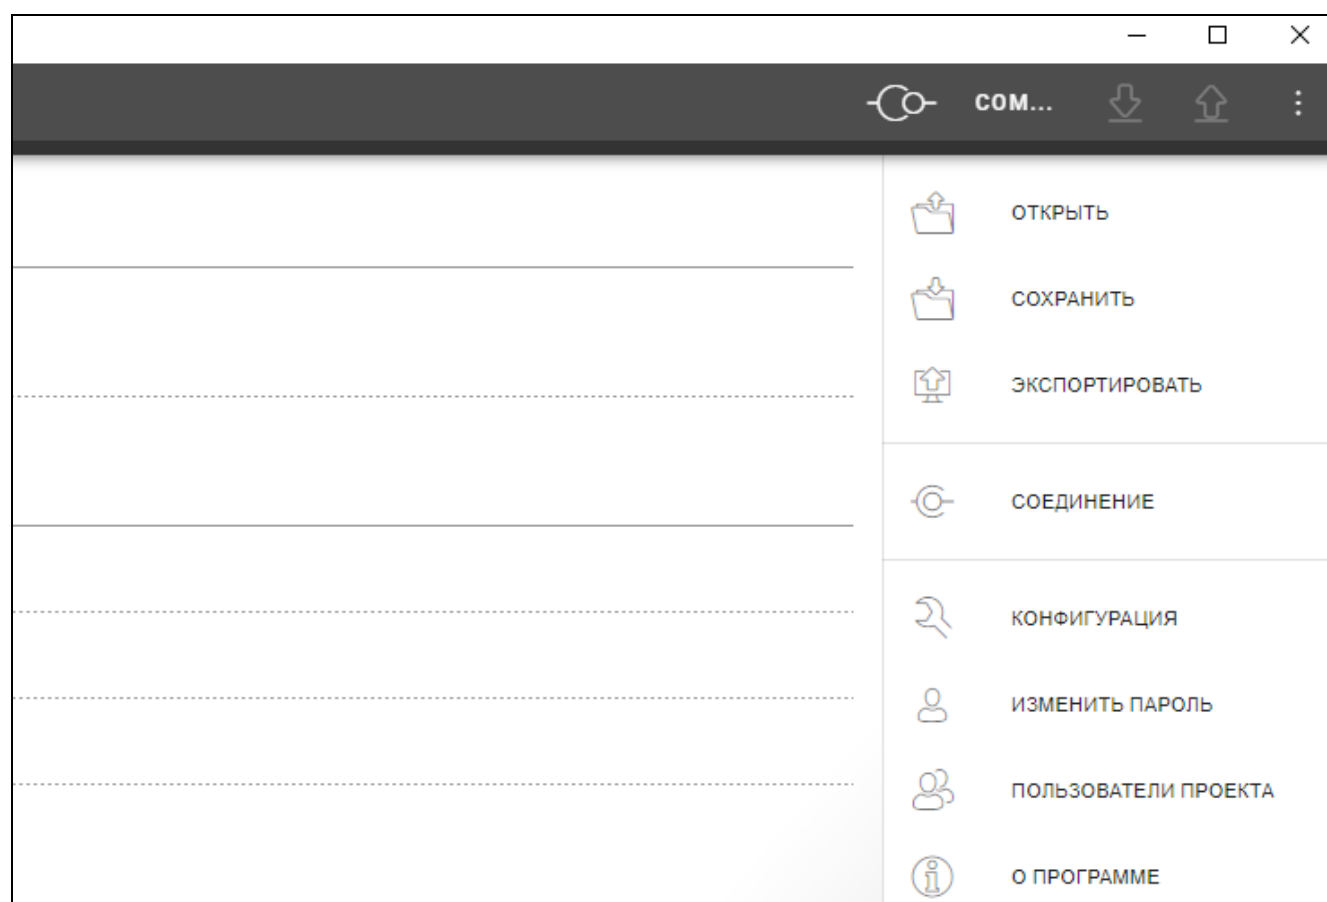 COM...
ОТКРЫТЬ
СОХРАНИТЬ
ЭКСПОРТИРОВАТЬ
СОЕДИНЕНИЕ
КОНФИГУРАЦИЯ
ИЗМЕНИТЬ ПАРОЛЬ
ПОЛЬЗОВАТЕЛИ ПРОЕКТА
О ПРОГРАММЕ